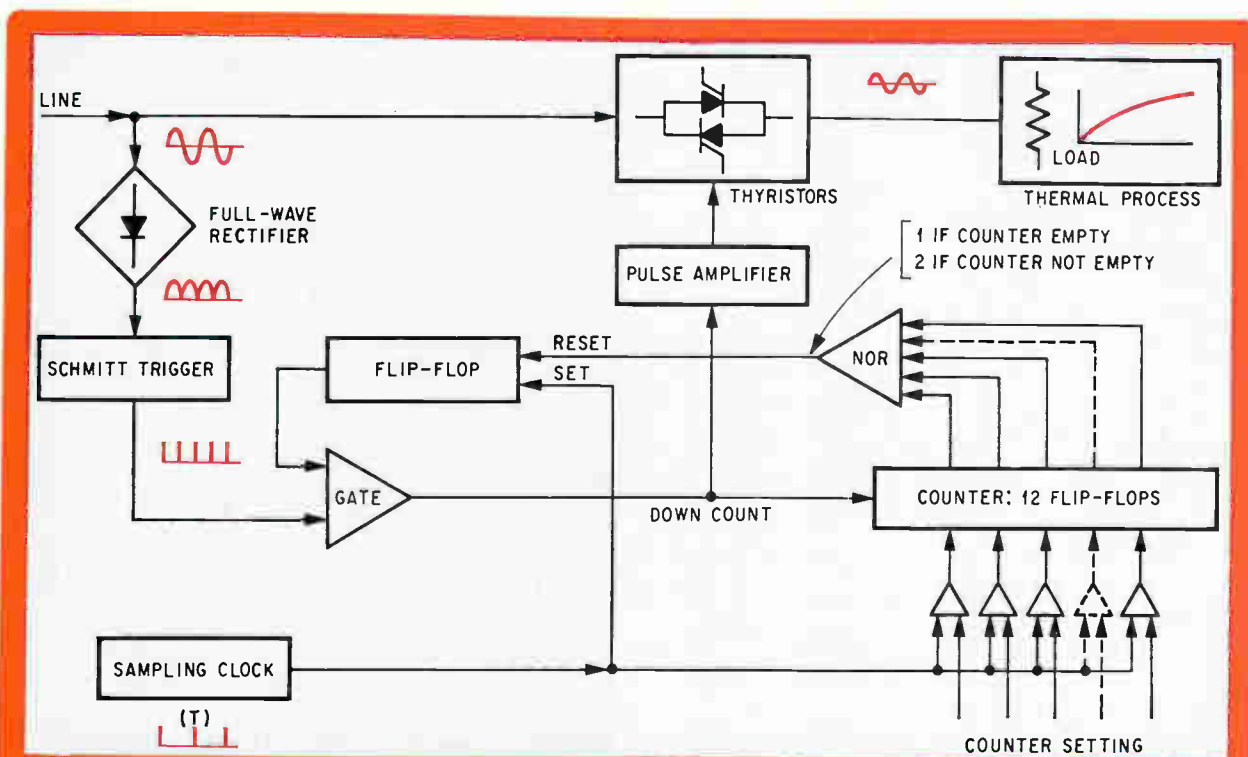 LINE
FULL-WAVE
RECTIFIER
SCHMITT TRIGGER
FLIP-FLOP
RESET
SET
GATE
DOWN COUNT
PULSE AMPLIFIER
THYRISTORS
LOAD
THERMAL PROCESS
1 IF COUNTER EMPTY
2 IF COUNTER NOT EMPTY
NOR
COUNTER: 12 FLIP-FLOPS
SAMPLING CLOCK
(T)
COUNTER SETTING